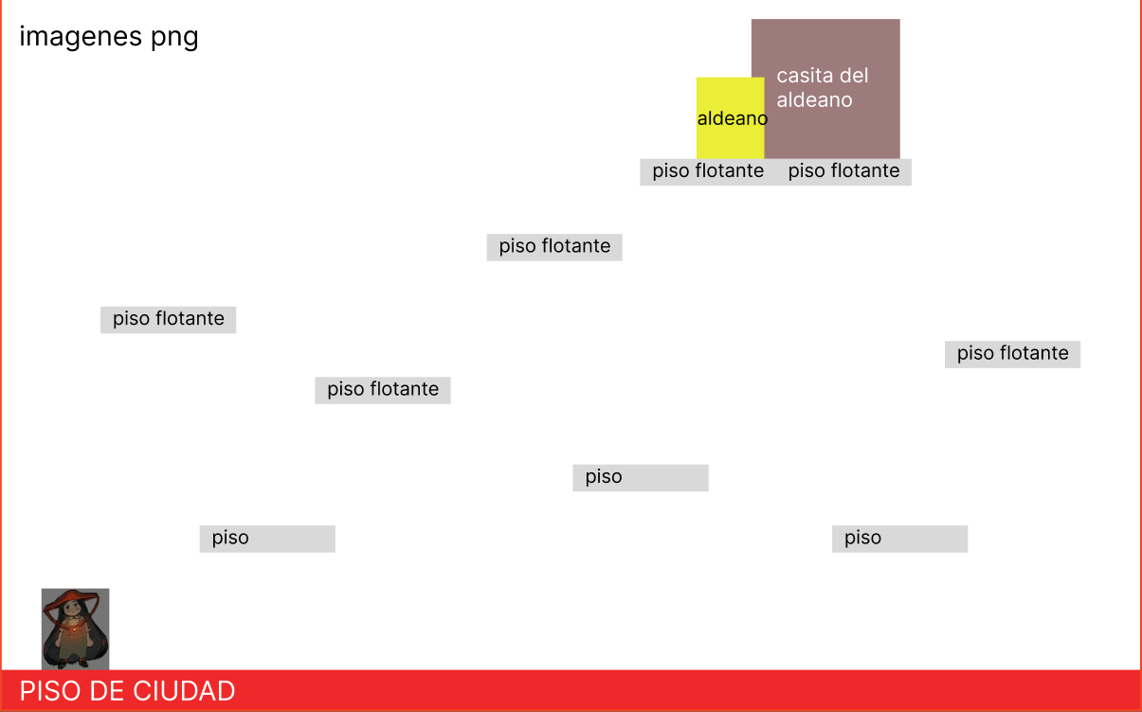 imagenes png
casita del
aldeano
aldeano
piso flotante
piso flotante
piso flotante
piso flotante
piso flotante
piso flotante
piso
piso
piso
PISO DE CIUDAD